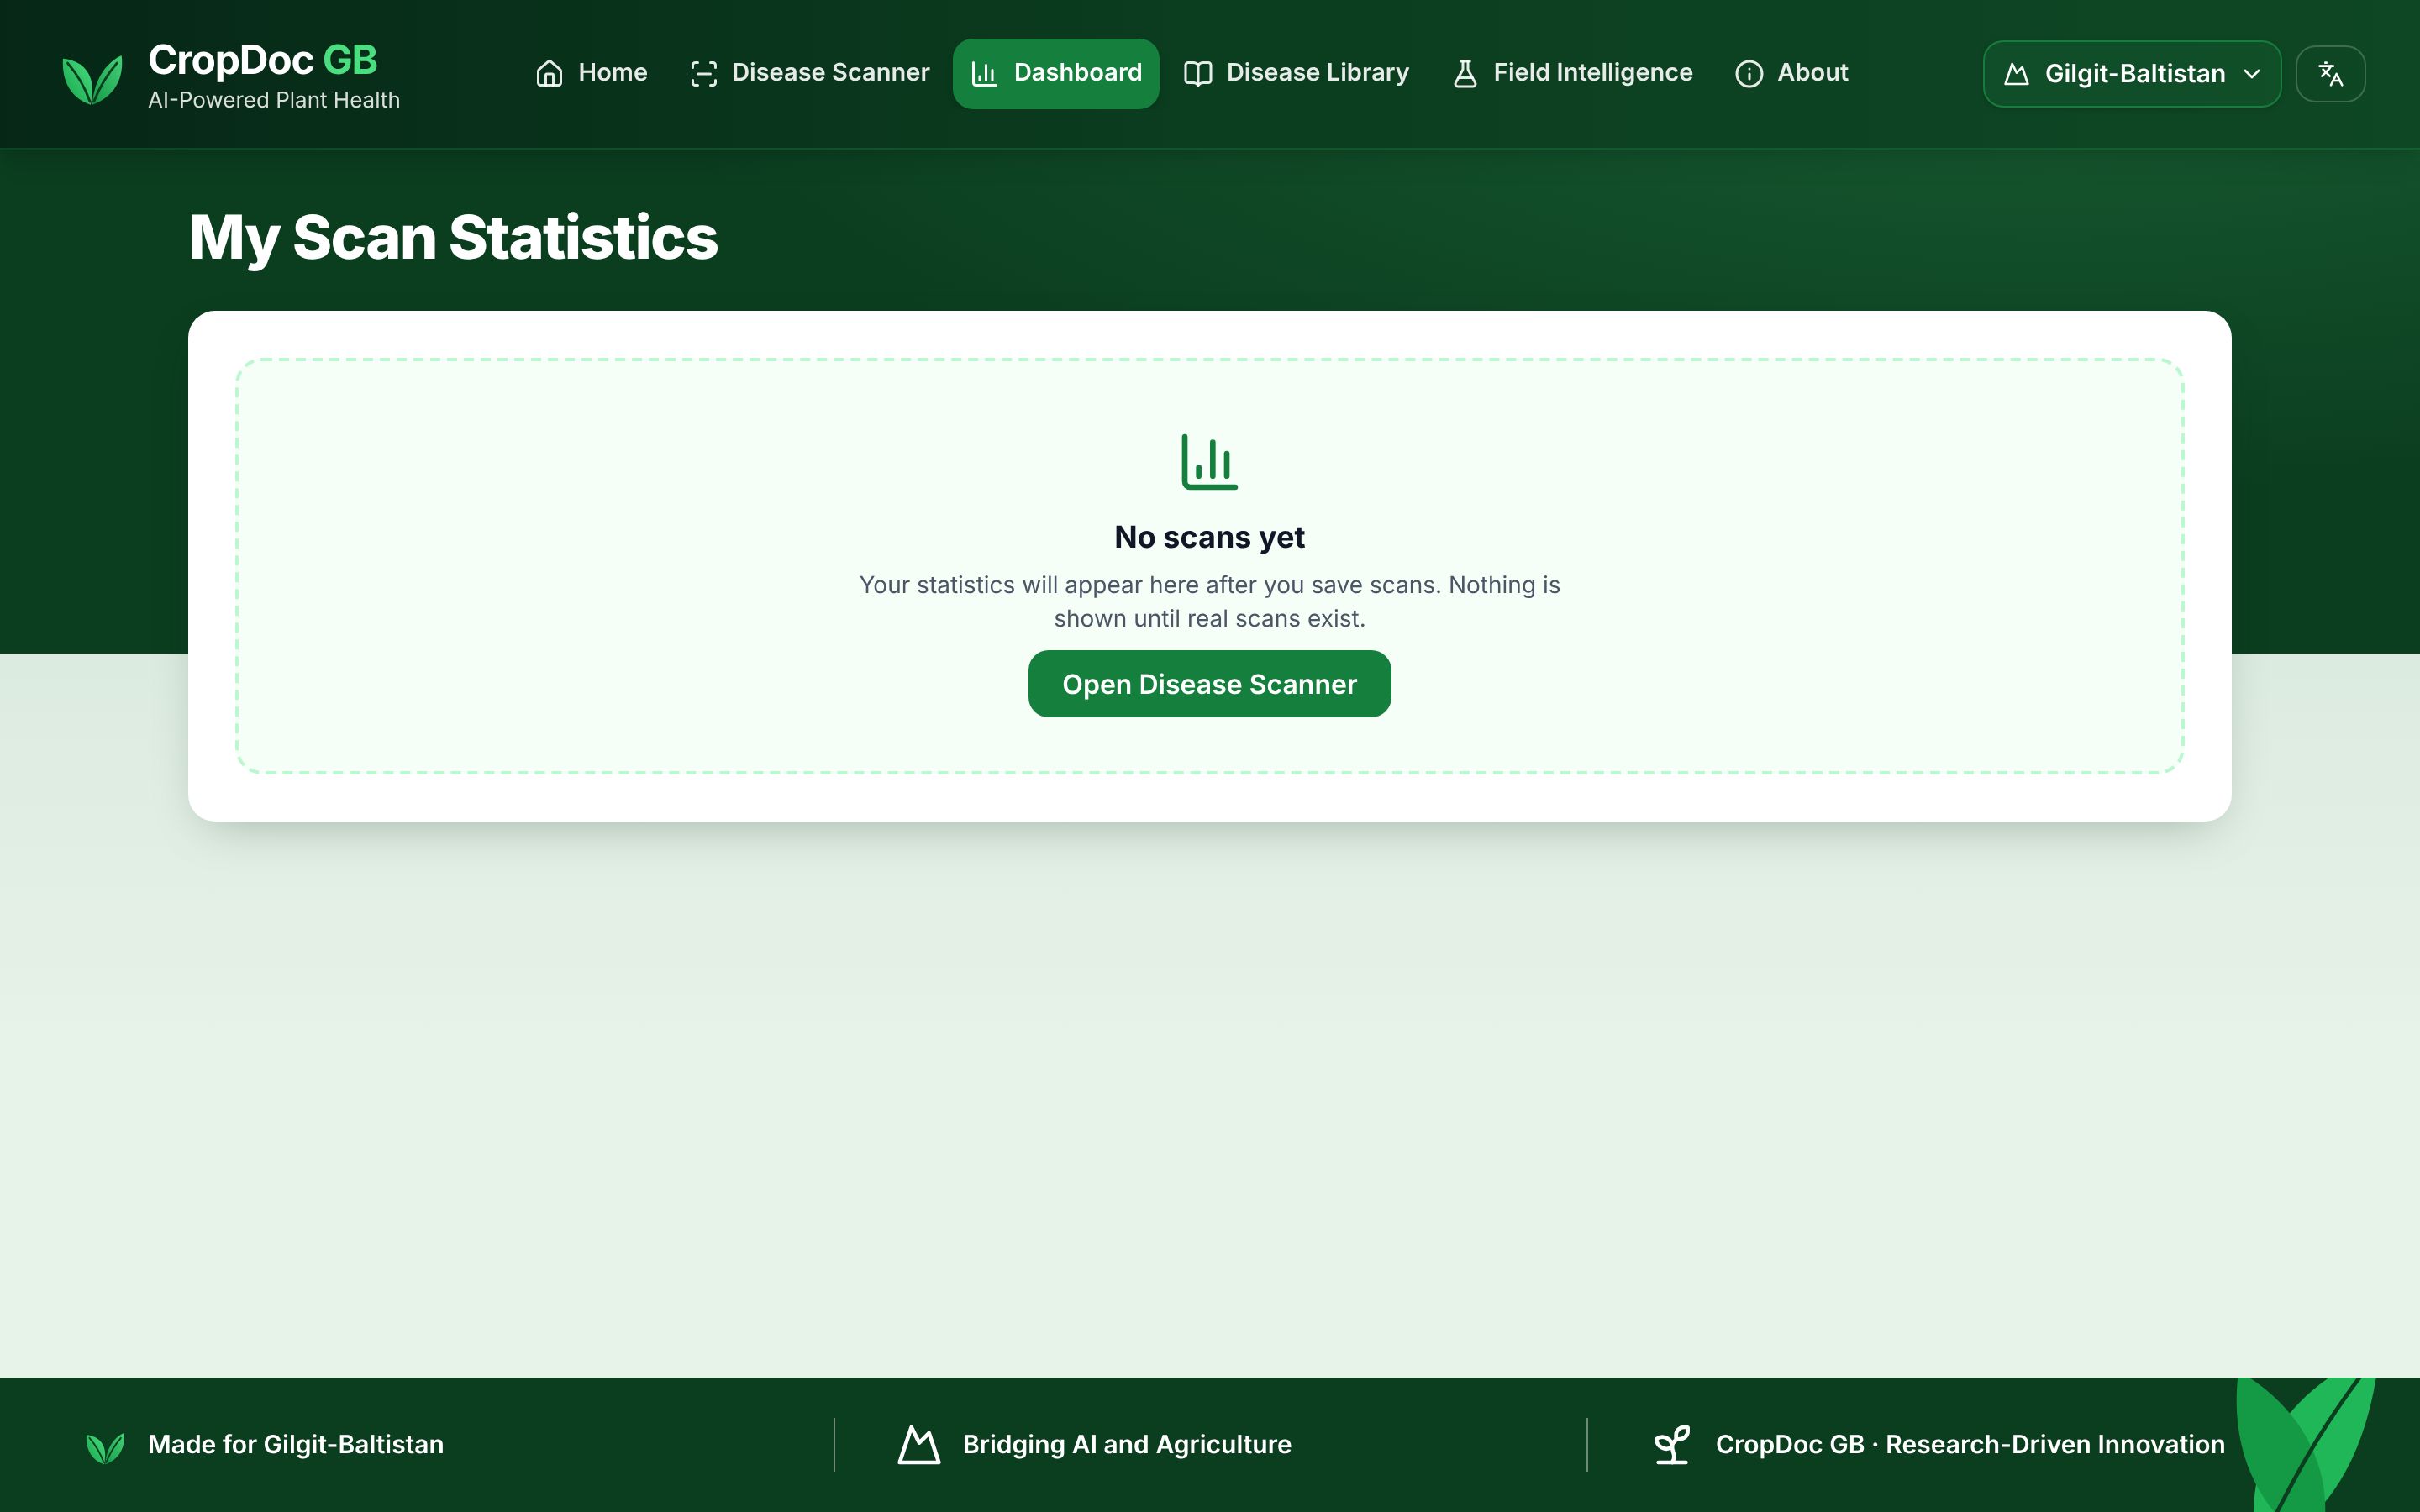 CropDoc GB
AI-Powered Plant Health
Home
Disease Scanner
Dashboard
Disease Library
Field Intelligence
About
Gilgit-Baltistan
My Scan Statistics
No scans yet
Your statistics will appear here after you save scans. Nothing is
shown until real scans exist.
Open Disease Scanner
Made for Gilgit-Baltistan
Bridging AI and Agriculture
CropDoc GB · Research-Driven Innovation